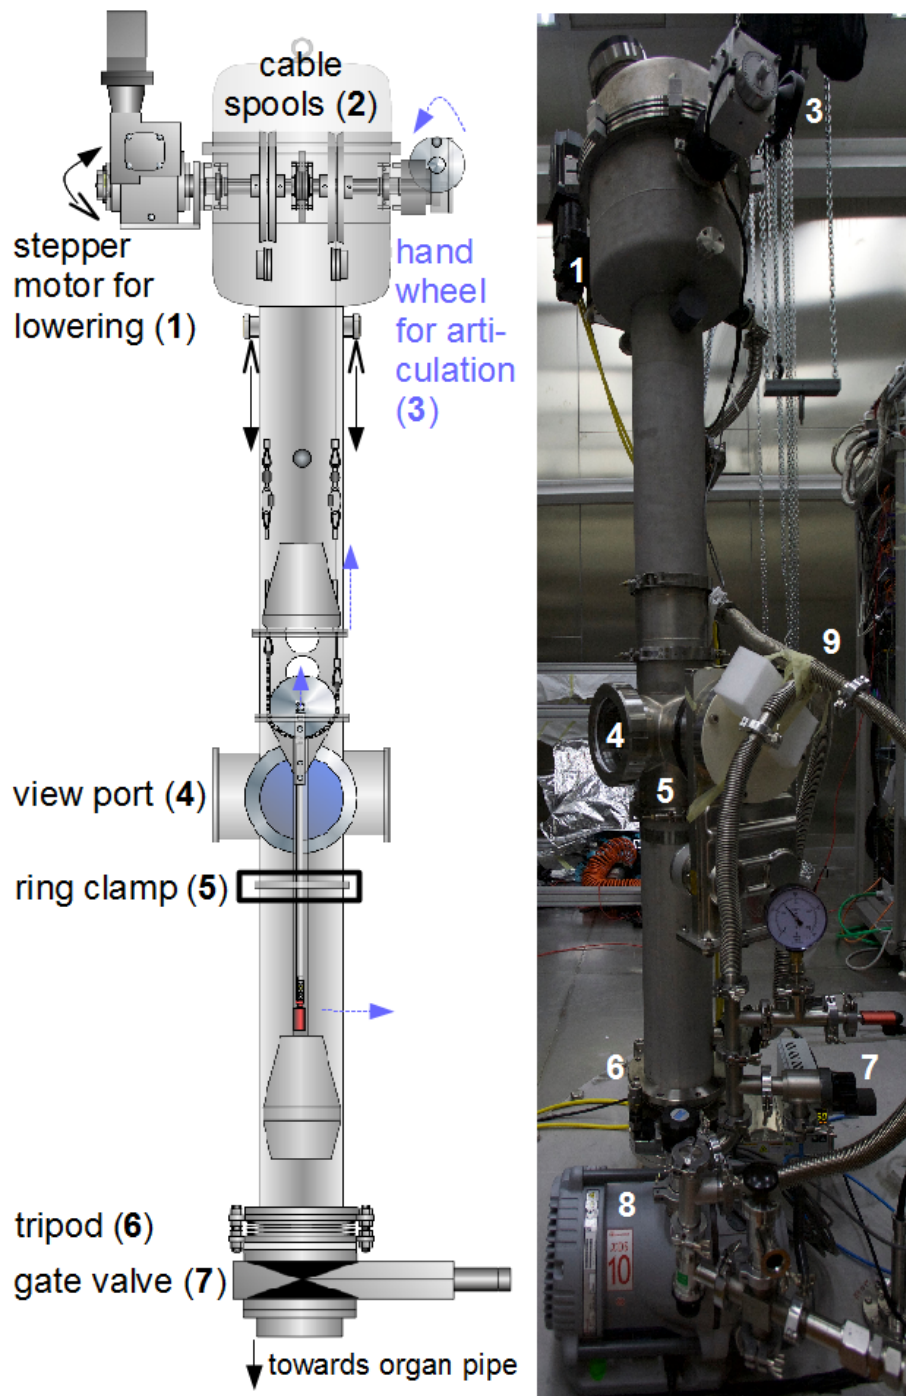 cable
spools (2)
stepper
motor for
lowering (1)
hand
wheel
for arti-
culation
(3)
view port (4)
ring clamp (5)
tripod (6)
gate valve (7)
towards organ pipe
3
1
9
4
5
6
7
8
10